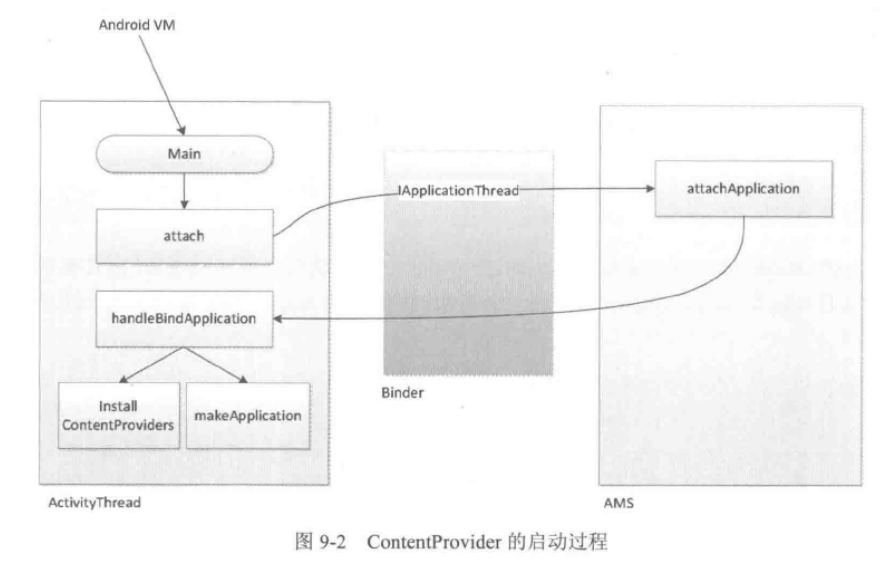 Android VM
Main
attach
IApplicationThread
attachApplication
handleBindApplication
Install
ContentProviders
makeApplication
Binder
ActivityThread
AMS
图 9-2 ContentProvider 的启动过程